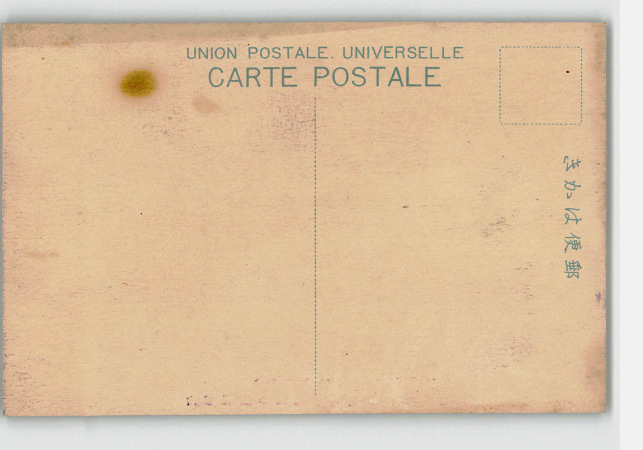 UNION POSTALE. UNIVERSELLE
CARTE POSTALE
きかは便郵